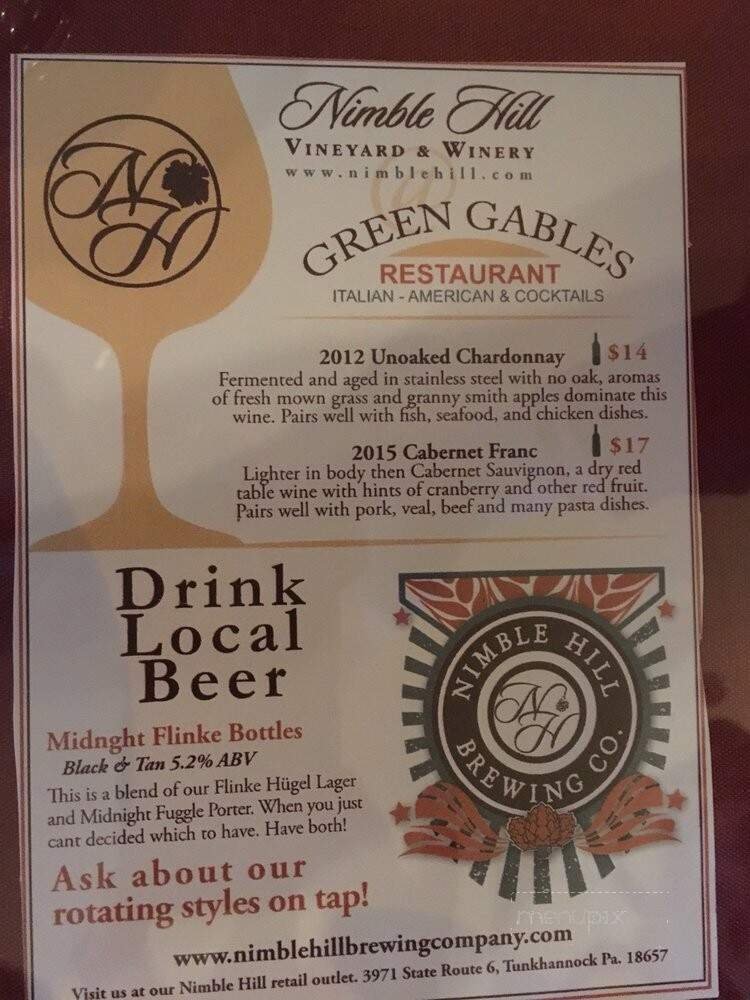 Nimble Hill
VINEYARD & WINERY
www.nimblehill.com
NH
@
GREEN GABLES
RESTAURANT
ITALIAN - AMERICAN & COCKTAILS
2012 Unoaked Chardonnay $14
Fermented and aged in stainless steel with no oak, aromas
of fresh mown grass and granny smith apples dominate this
wine. Pairs well with fish, seafood, and chicken dishes.
2015 Cabernet Franc $17
Lighter in body then Cabernet Sauvignon, a dry red
table wine with hints of cranberry and other red fruit.
Pairs well with pork, veal, beef and many pasta dishes.
Drink
Local
Beer
Midnght Flinke Bottles
Black & Tan 5.2% ABV
This is a blend of our Flinke Hügel Lager
and Midnight Fuggle Porter. When you just
cant decided which to have. Have both!
Ask about our
rotating styles on tap!
NIMBLE HILL
NH
BREWING CO.
menupix
www.nimblehillbrewingcompany.com
Visit us at our Nimble Hill retail outlet. 3971 State Route 6, Tunkhannock Pa. 18657